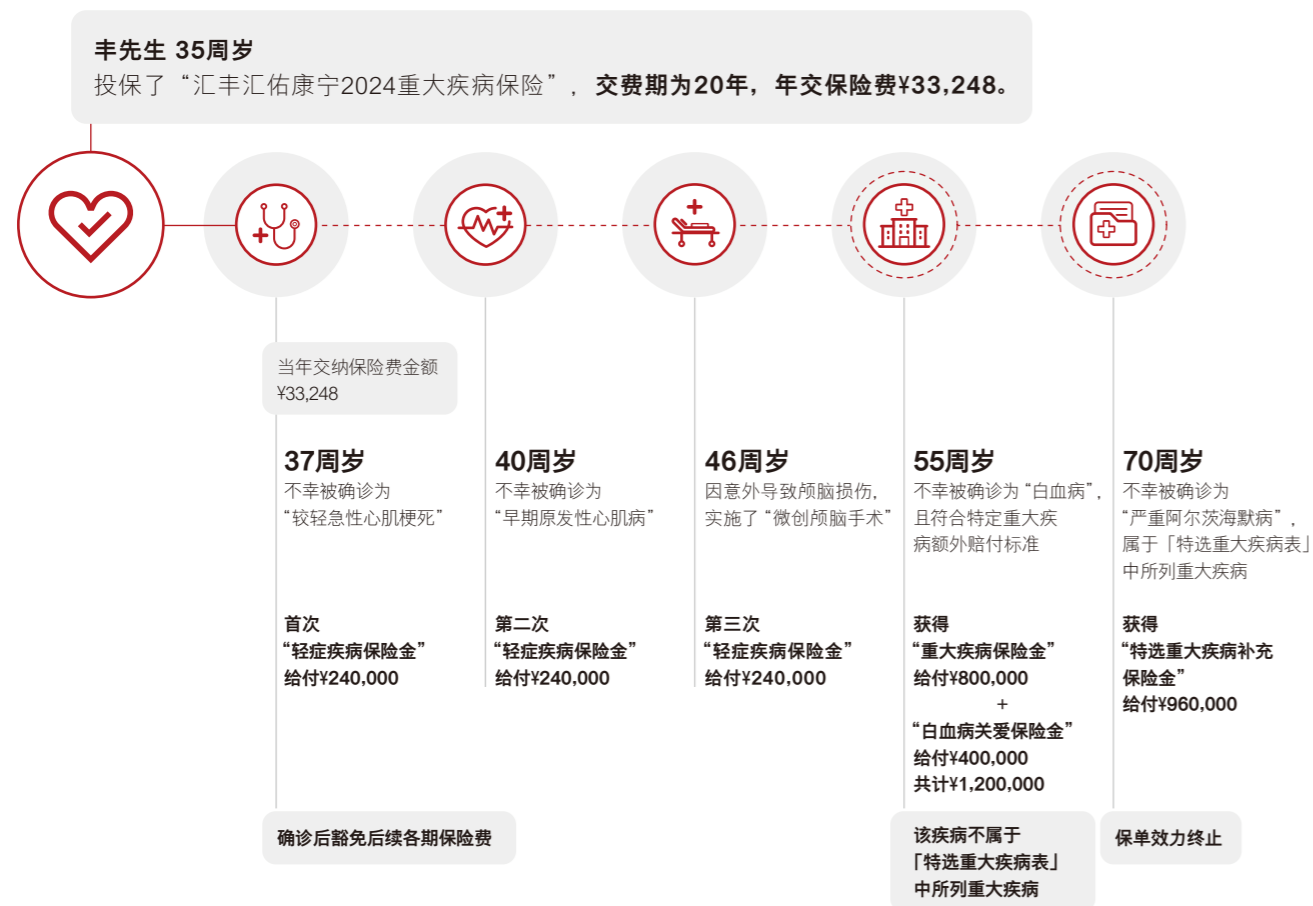 丰先生 35周岁
投保了“汇丰汇佑康宁2024重大疾病保险”，交费期为20年，年交保险费¥33,248。
当年交纳保险费金额
¥33,248
37周岁
不幸被确诊为
“较轻急性心肌梗死”
首次
“轻症疾病保险金”
给付¥240,000
确诊后豁免后续各期保险费
40周岁
不幸被确诊为
“早期原发性心肌病”
第二次
“轻症疾病保险金”
给付¥240,000
46周岁
因意外导致颅脑损伤，
实施了“微创颅脑手术”
第三次
“轻症疾病保险金”
给付¥240,000
55周岁
不幸被确诊为“白血病”，
且符合特定重大疾
病额外赔付标准
获得
“重大疾病保险金”
给付¥800,000
+
“白血病关爱保险金”
给付¥400,000
共计¥1,200,000
该疾病不属于
「特选重大疾病表」
中所列重大疾病
70周岁
不幸被确诊为
“严重阿尔茨海默病”，
属于「特选重大疾病表」
中所列重大疾病
获得
“特选重大疾病补充
保险金”
给付¥960,000
保单效力终止